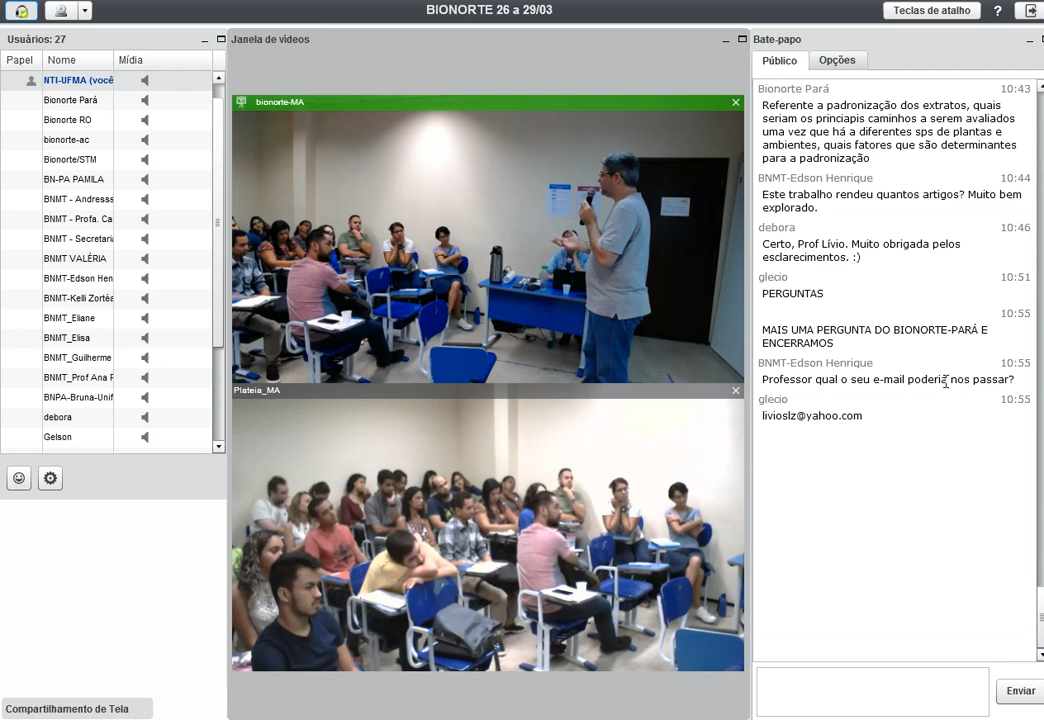 BIONORTE 26 a 29/03
Teclas de atalho
?
Usuários: 27
Papel Nome Mídia
NTI-UFMA (você
Bionorte Pará
Bionorte RO
bionorte-ac
Bionorte/STM
BN-PA PAMILA
BNMT - Andresss
BNMT - Profa. Ca
BNMT - Secretari
BNMT VALÉRIA
BNMT-Edson Hen
BNMT-Kelli Zortéa
BNMT_Eliane
BNMT_Elisa
BNMT_Guilherme
BNMT_Prof Ana P
BNPA-Bruna-Unif
debora
Gelson
Compartilhamento de Tela
Janela de vídeos
bionorte-MA
Plateia_MA
Bate-papo
Público Opções
Bionorte Pará 10:43
Referente a padronização dos extratos, quais
seriam os princiapis caminhos a serem avaliados
uma vez que há a diferentes sps de plantas e
ambientes, quais fatores que são determinantes
para a padronização
BNMT-Edson Henrique 10:44
Este trabalho rendeu quantos artigos? Muito bem
explorado.
debora 10:46
Certo, Prof Lívio. Muito obrigada pelos
esclarecimentos. :)
glecio 10:51
PERGUNTAS
10:55
MAIS UMA PERGUNTA DO BIONORTE-PARÁ E
ENCERRAMOS
BNMT-Edson Henrique 10:55
Professor qual o seu e-mail poderia nos passar?
glecio 10:55
livioslz@yahoo.com
Enviar